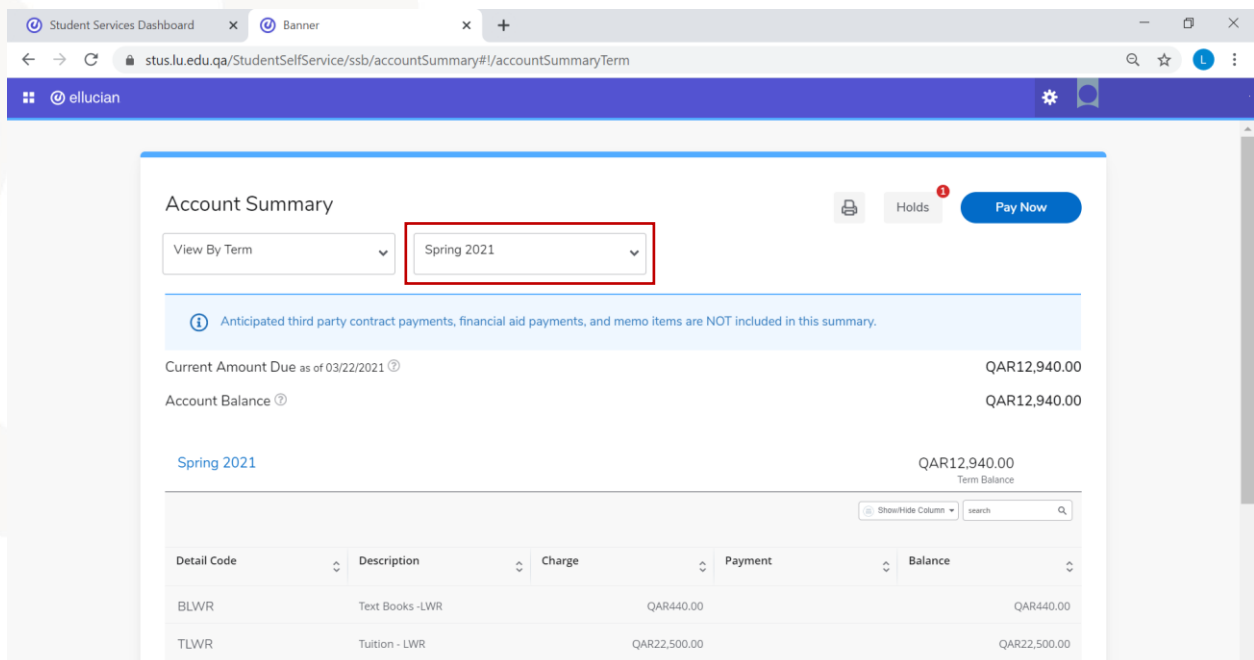 Student Services Dashboard Banner
stus.lu.edu.qa/StudentSelfService/ssb/accountSummary#!/accountSummaryTerm L
ellucian
Account Summary Holds 1 Pay Now
View By Term Spring 2021
Anticipated third party contract payments, financial aid payments, and memo items are NOT included in this summary.
Current Amount Due as of 03/22/2021 QAR12,940.00
Account Balance QAR12,940.00
Spring 2021 QAR12,940.00
Term Balance
Show/Hide Column search
Detail Code Description Charge Payment Balance
BLWR Text Books -LWR QAR440.00 QAR440.00
TLWR Tuition - LWR QAR22,500.00 QAR22,500.00